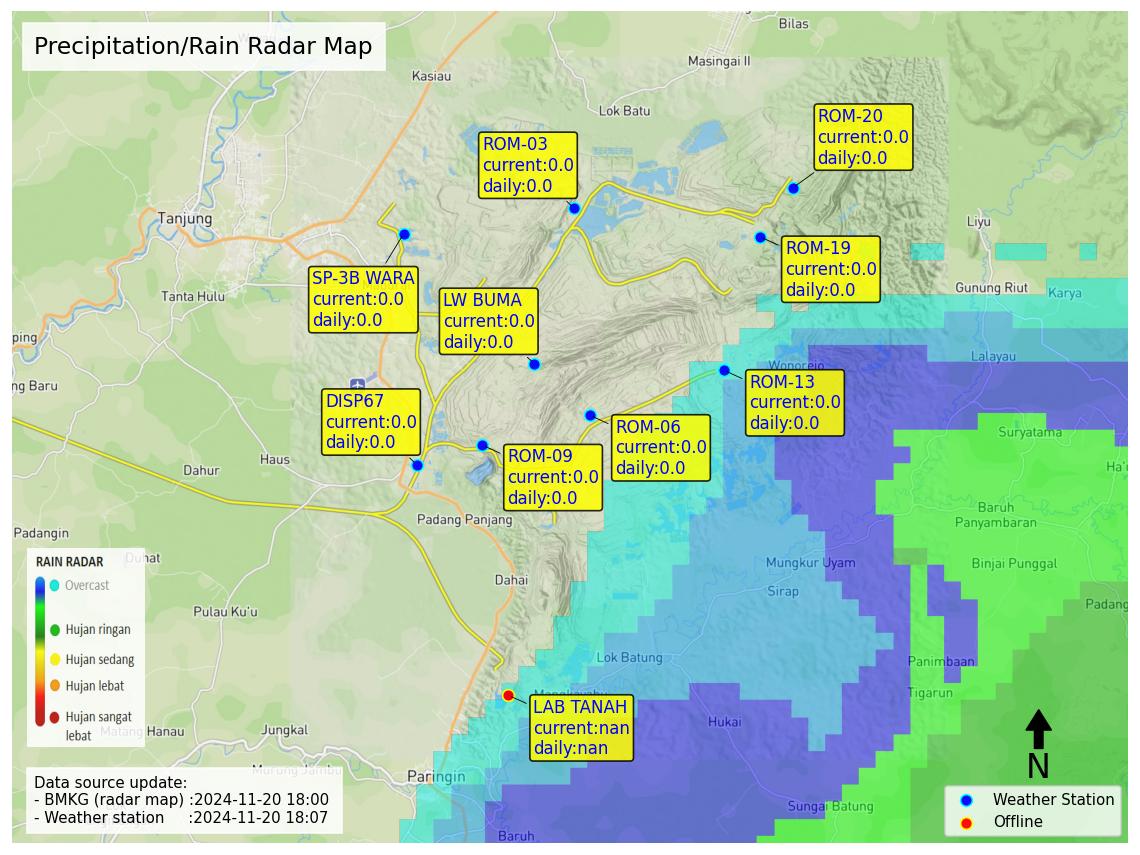 Precipitation/Rain Radar Map
Bilas
Masingai II
Kasiau
Lok Batu
ROM-20
current:0.0
daily:0.0
ROM-03
current:0.0
daily:0.0
Tanjung
Liyu
ROM-19
current:0.0
daily:0.0
SP-3B WARA
current:0.0
daily:0.0
Tanta Hulu
LW BUMA
current:0.0
daily:0.0
Gunung Riut
Karya
ping
Lalayau
Wonorejo
ng Baru
ROM-13
current:0.0
daily:0.0
DISP67
current:0.0
daily:0.0
ROM-06
current:0.0
daily:0.0
Suryatama
Haus
Dahur
ROM-09
current:0.0
daily:0.0
Ha'u
Baruh
Panyambaran
Padang Panjang
Padangin
Duhat
Mungkur Uyam
Binjai Punggal
RAIN RADAR
Overcast
Hujan ringan
Hujan sedang
Hujan lebat
Hujan sangat
lebat
Dahai
Sirap
Padang
Pulau Ku'u
Lok Batung
Panimbaan
Tigarun
LAB TANAH
current:nan
daily:nan
Hukai
Matang Hanau
Jungkal
Murung Jambu
Paringin
N
Data source update:
- BMKG (radar map) :2024-11-20 18:00
- Weather station :2024-11-20 18:07
Sungai Batung
Baruh
Weather Station
Offline